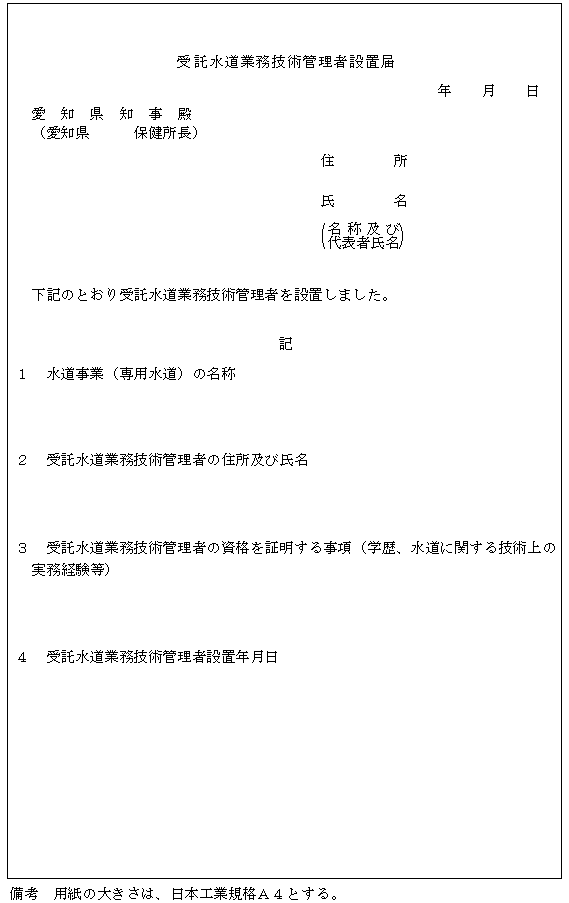 受託水道業務技術管理者設置届
年　　月　　日
愛　知　県　知　事　殿
（愛知県　　　保健所長）
住　　　　所
氏　　　　名
（名 称 及 び
代表者氏名）
下記のとおり受託水道業務技術管理者を設置しました。
記
１　水道事業（専用水道）の名称
２　受託水道業務技術管理者の住所及び氏名
３　受託水道業務技術管理者の資格を証明する事項（学歴、水道に関する技術上の
実務経験等）
４　受託水道業務技術管理者設置年月日
備考　用紙の大きさは、日本工業規格Ａ４とする。